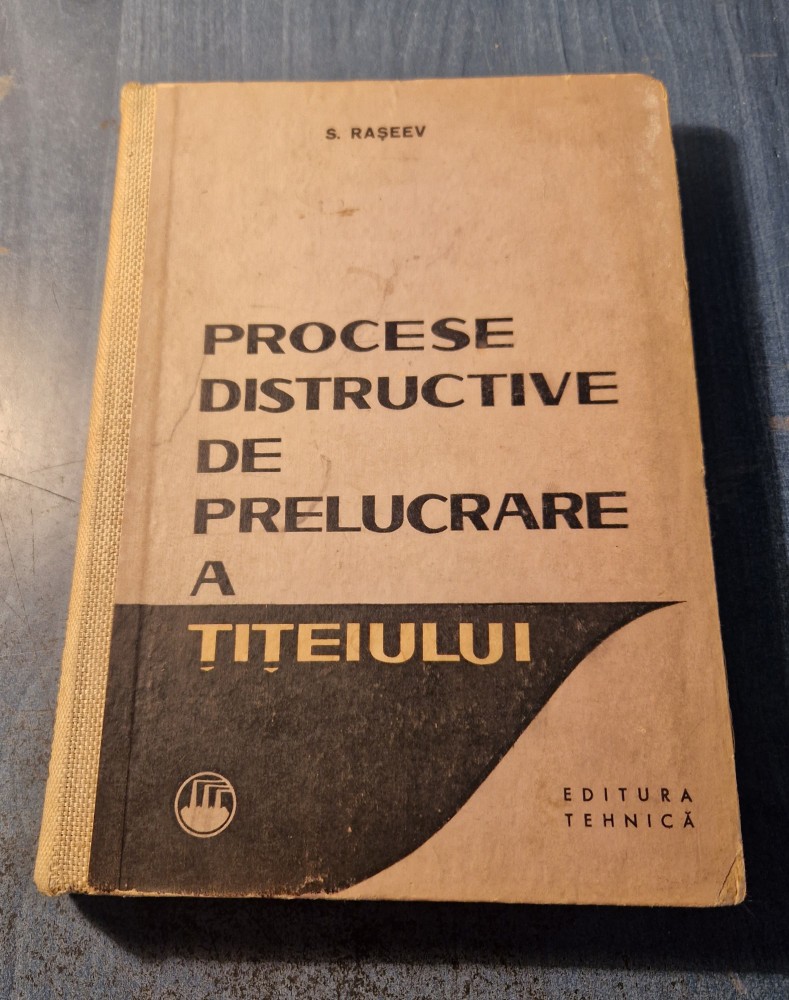 S. RAȘEEV
PROCESE
DISTRUCTIVE
DE
PRELUCRARE
A
ȚIȚEIULUI
EDITURA
TEHNICĂ